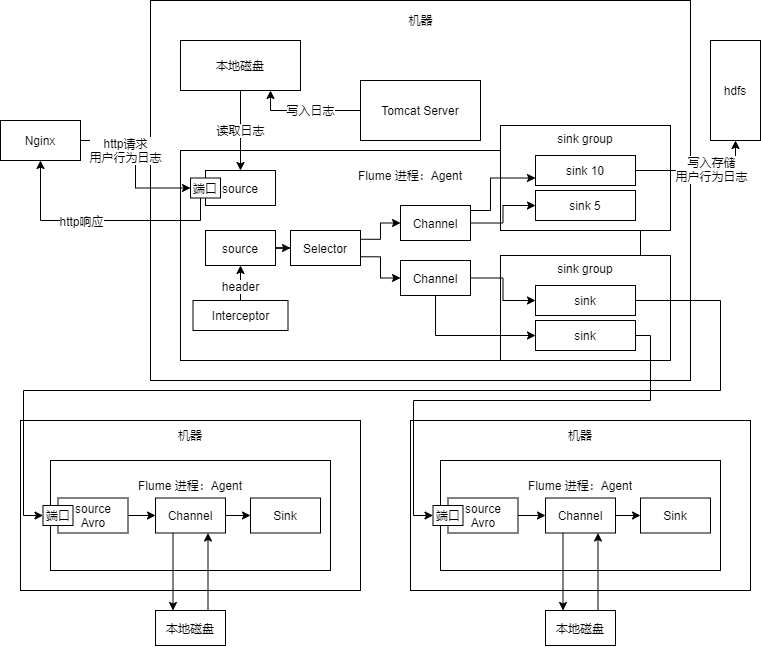 机器
本地磁盘
hdfs
写入日志
Tomcat Server
Nginx
http请求
用户行为日志
读取日志
sink group
写入存储
用户行为日志
sink 10
Flume 进程：Agent
端口
source
sink 5
http响应
Channel
source
Selector
sink group
header
Channel
sink
Interceptor
sink
机器
Flume 进程：Agent
端口
source
Avro
Channel
Sink
本地磁盘
机器
Flume 进程：Agent
端口
source
Avro
Channel
Sink
本地磁盘